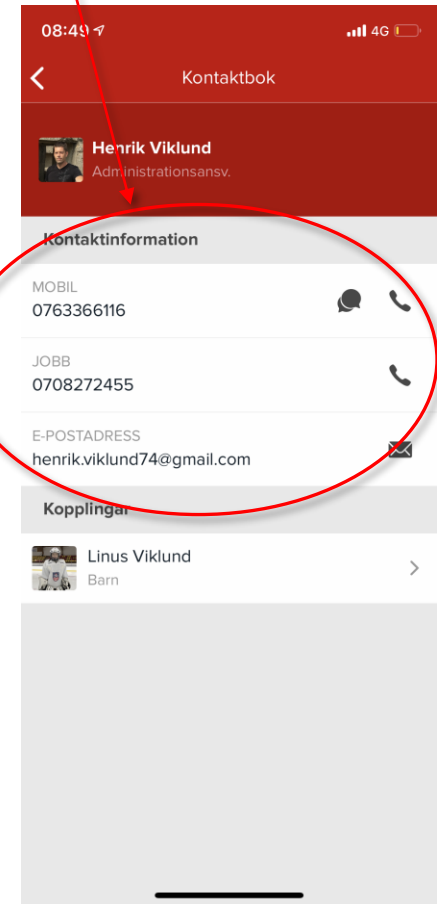 08:49
4G
Kontaktbok
Henrik Viklund
Administrationsansv.
Kontaktinformation
MOBIL
0763366116
JOBB
0708272455
E-POSTADRESS
henrik.viklund74@gmail.com
Kopplingar
Linus Viklund
Barn